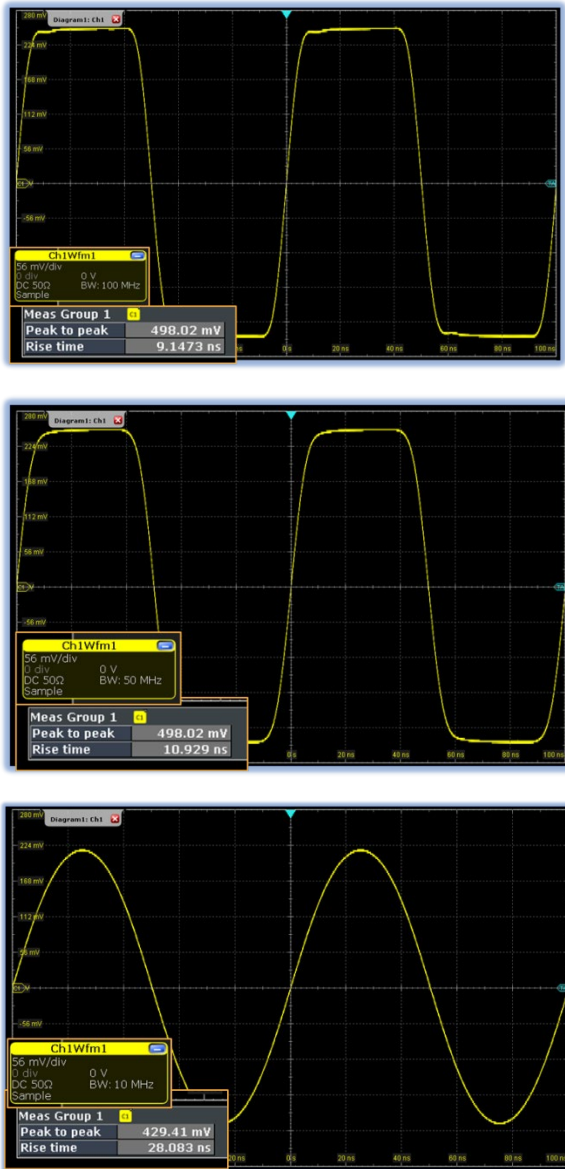 280 mV
Diagram1: Ch1
224 mV
168 mV
112 mV
56 mV
C1
-56 mV
Ch1Wfm1
56 mV/div
0 div 0 V
DC 50Ω BW: 100 MHz
Sample
Meas Group 1 C1
Peak to peak 498.02 mV
Rise time 9.1473 ns
0 s 20 ns 40 ns 60 ns 80 ns 100 ns
280 mV
Diagram1: Ch1
224 mV
168 mV
112 mV
56 mV
C1
-56 mV
Ch1Wfm1
56 mV/div
0 div 0 V
DC 50Ω BW: 50 MHz
Sample
Meas Group 1 C1
Peak to peak 498.02 mV
Rise time 10.929 ns
0 s 20 ns 40 ns 60 ns 80 ns 100 ns
280 mV
Diagram1: Ch1
224 mV
168 mV
112 mV
56 mV
C1
-56 mV
Ch1Wfm1
56 mV/div
0 div 0 V
DC 50Ω BW: 10 MHz
Sample
Meas Group 1 C1
Peak to peak 429.41 mV
Rise time 28.083 ns
20 ns 0 s 20 ns 40 ns 60 ns 80 ns 100 ns